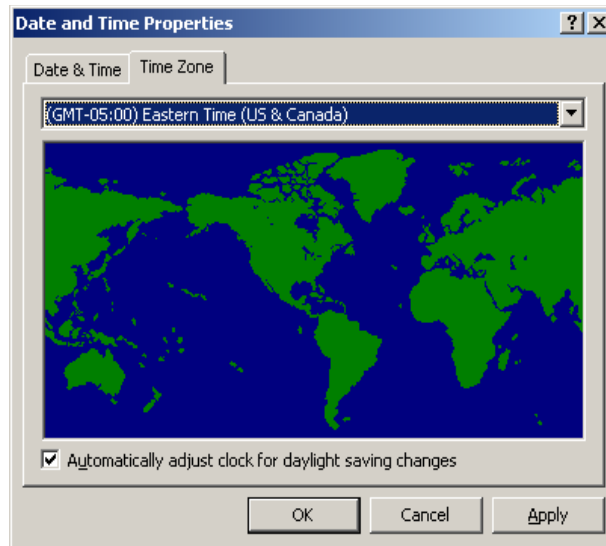 Date and Time Properties
Date & Time Time Zone
(GMT-05:00) Eastern Time (US & Canada)
Automatically adjust clock for daylight saving changes
OK Cancel Apply